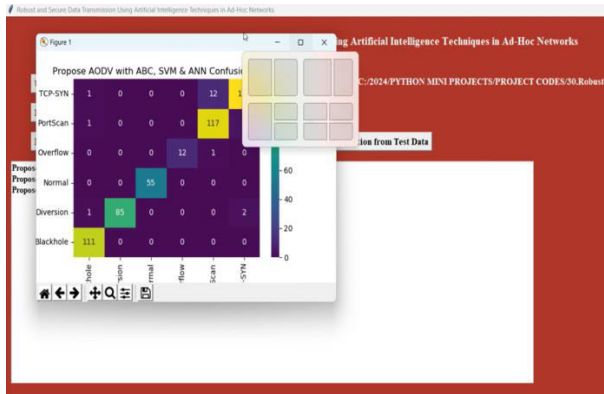 Robust and Secure Data Transmission Using Artificial Intelligence Techniques in Ad-Hoc Networks
Figure 1
ng Artificial Intelligence Techniques in Ad-Hoc Networks
Propose AODV with ABC, SVM & ANN Confusi
C:/2024/PYTHON MINI PROJECTS/PROJECT CODES/30.Robust
tion from Test Data
Propos
Propos
Propos
TCP-SYN 1 0 0 0 12 1
PortScan 1 0 0 0 117
Overflow 0 0 0 12 1 0
Normal 0 0 55 0 0 0
Diversion 1 85 0 0 0 2
Blackhole 111 0 0 0 0 0
60
40
20
0
hole
sion
rmal
rflow
Scan
-SYN